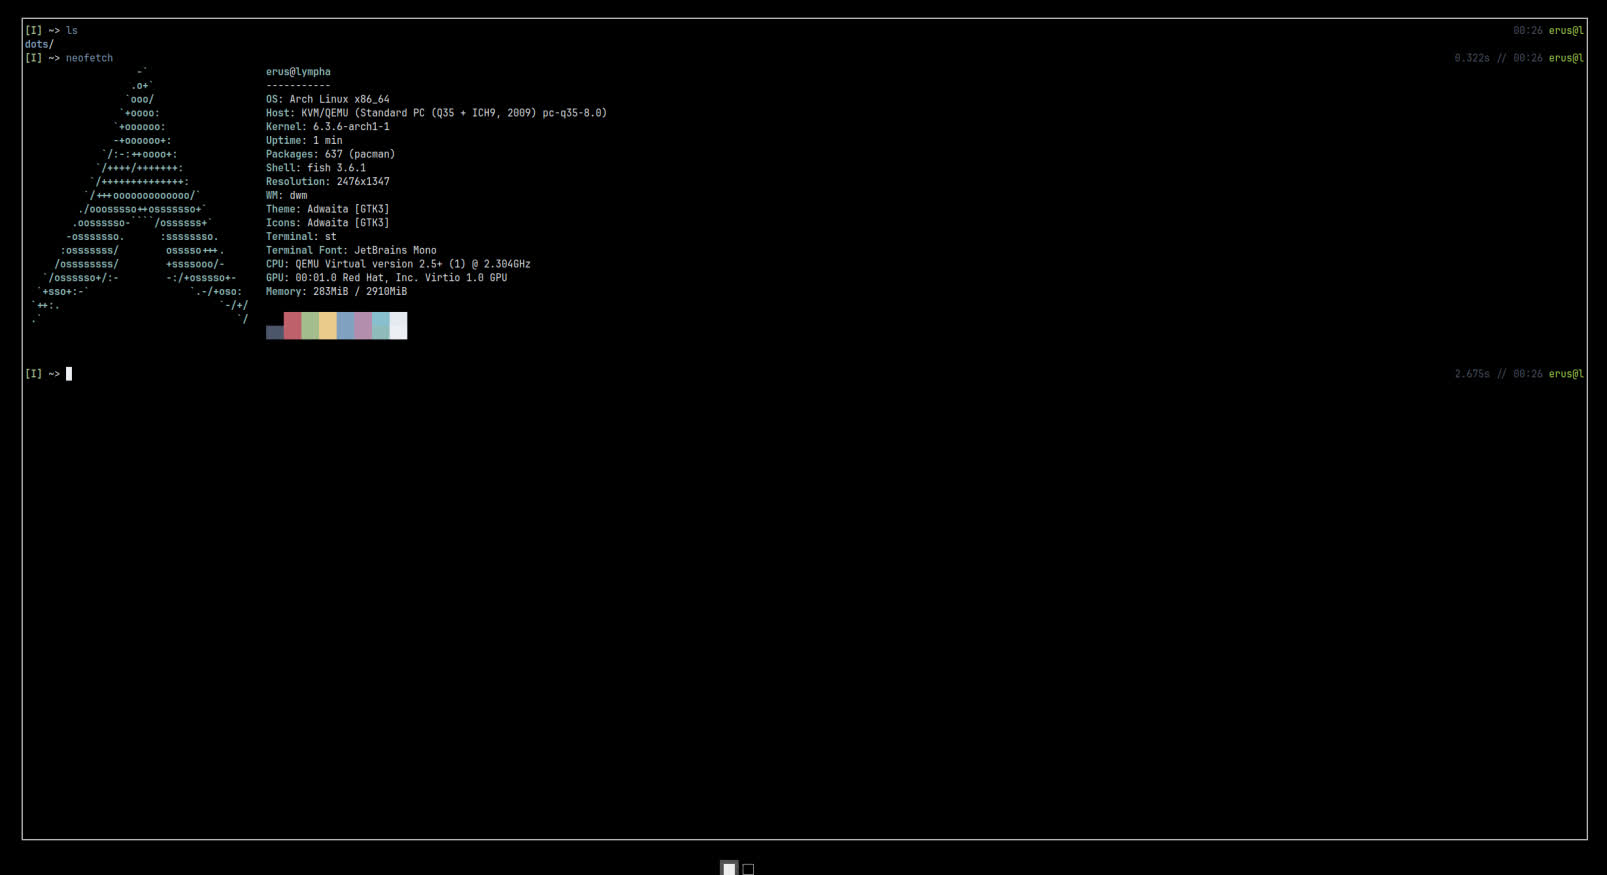 [I] ~> ls 00:26 erus@l
dots/
[I] ~> neofetch 0.322s // 00:26 erus@l
-` erus@lympha
.o+` -----------
`ooo/ OS: Arch Linux x86_64
`+oooo: Host: KVM/QEMU (Standard PC (Q35 + ICH9, 2009) pc-q35-8.0)
`+oooooo: Kernel: 6.3.6-arch1-1
-+oooooo+: Uptime: 1 min
`/:-:++oooo+: Packages: 637 (pacman)
`/++++/+++++++: Shell: fish 3.6.1
`/++++++++++++++: Resolution: 2476x1347
`/+++ooooooooooooo/` WM: dwm
./ooosssso++osssssso+` Theme: Adwaita [GTK3]
.oossssso-````/ossssss+` Icons: Adwaita [GTK3]
-osssssso. :ssssssso. Terminal: st
:osssssss/ osssso+++. Terminal Font: JetBrains Mono
/ossssssss/ +ssssooo/- CPU: QEMU Virtual version 2.5+ (1) @ 2.304GHz
`/ossssso+/:- -:/+osssso+- GPU: 00:01.0 Red Hat, Inc. Virtio 1.0 GPU
`+sso+:-` `.-/+oso: Memory: 283MiB / 2910MiB
`++:. `-/+/
.` `/
[I] ~> 2.675s // 00:26 erus@l